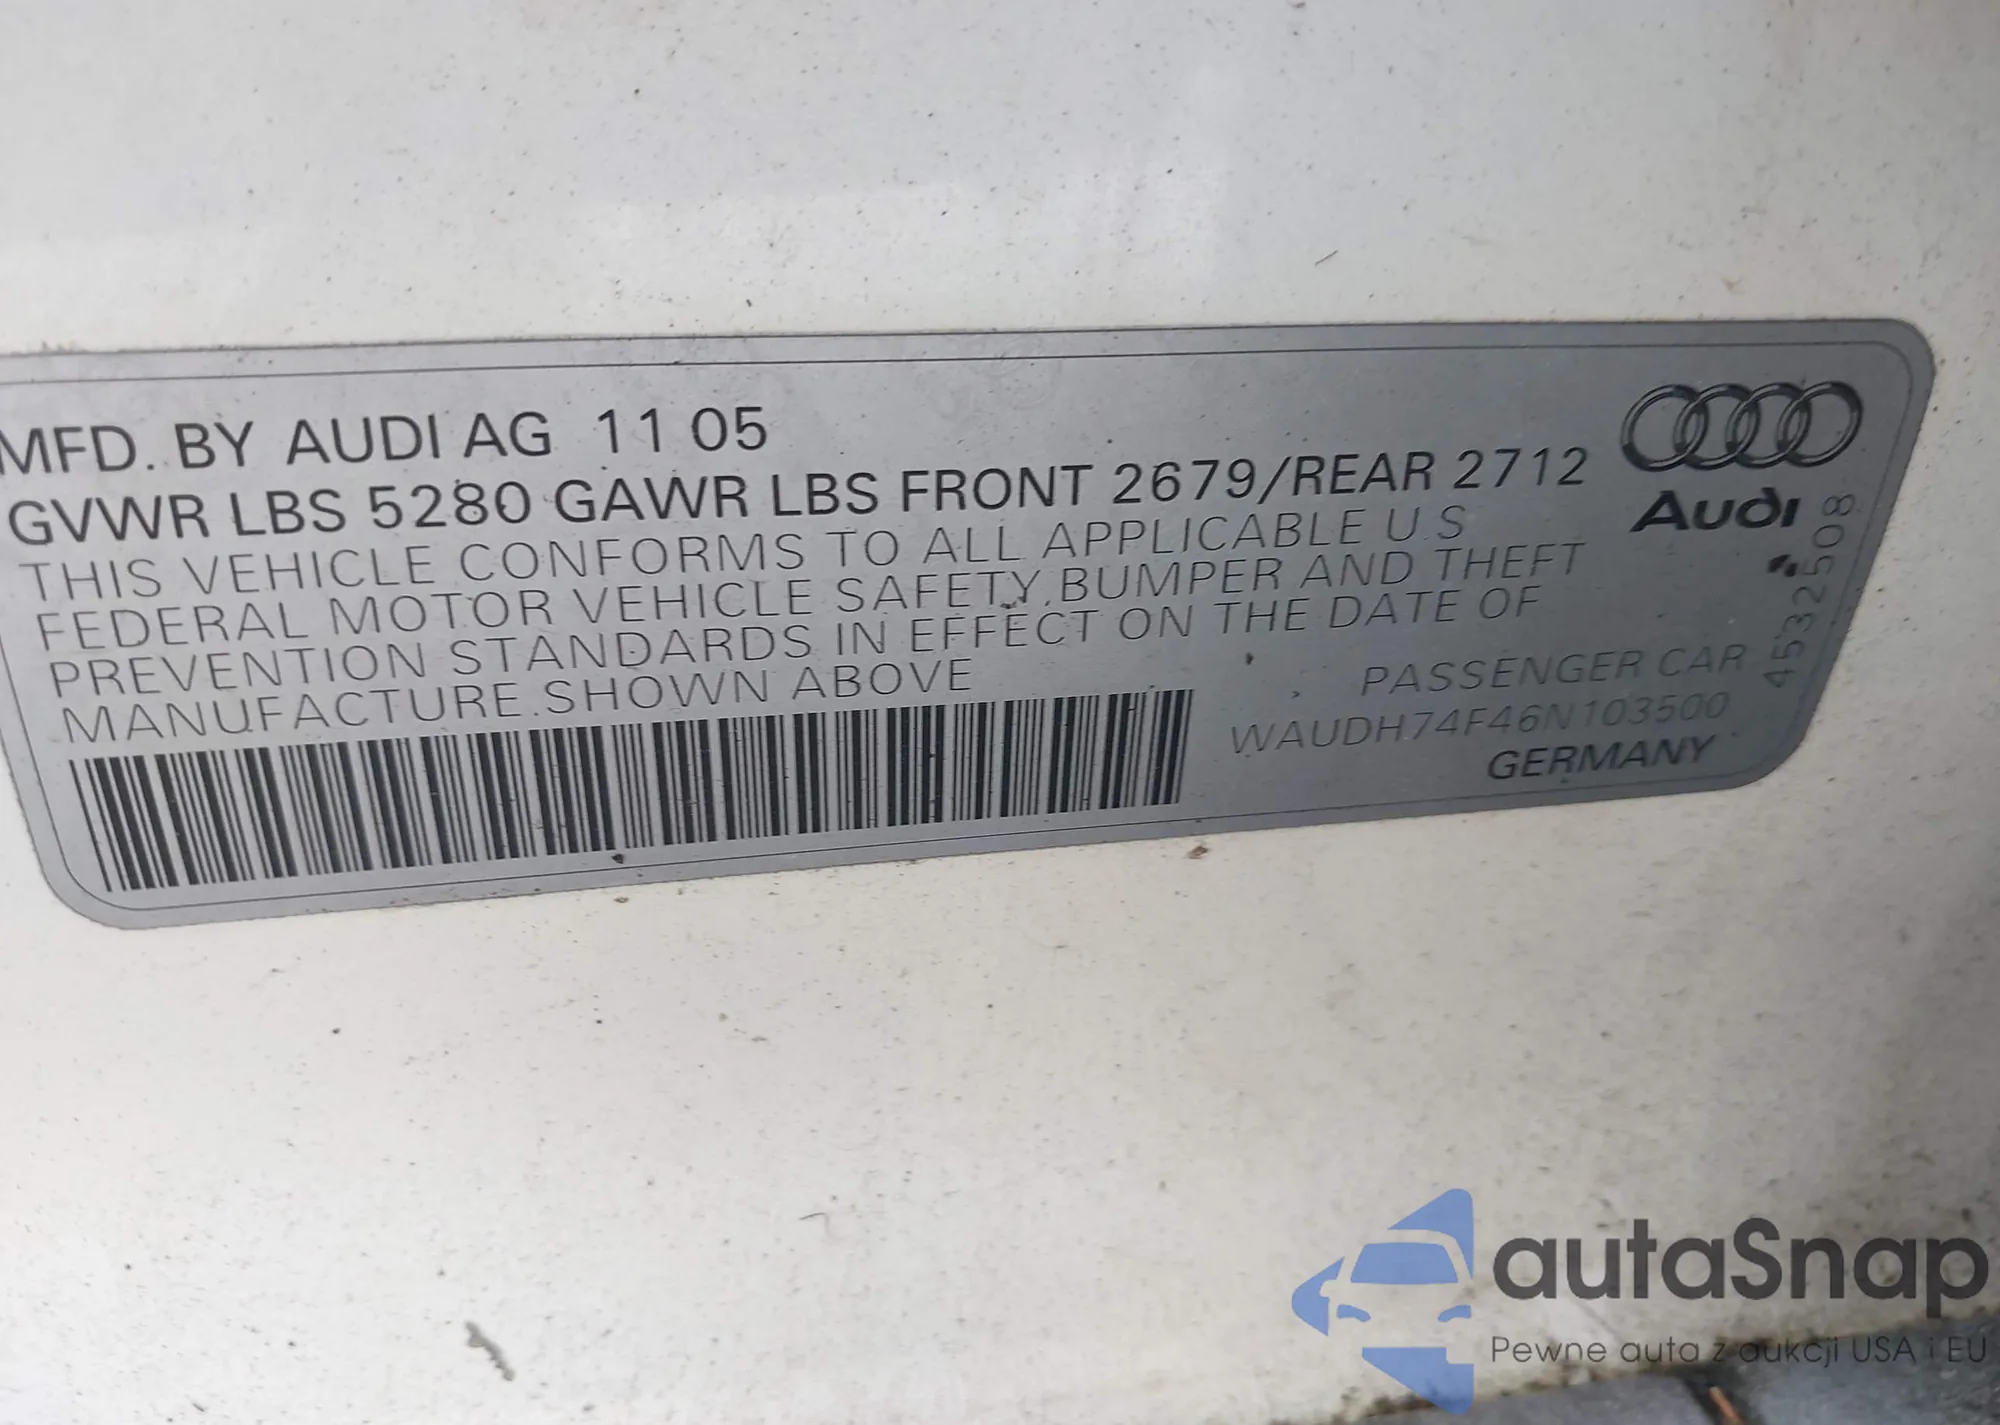 MFD. BY AUDI AG 11 05
GVWR LBS 5280 GAWR LBS FRONT 2679/REAR 2712
THIS VEHICLE CONFORMS TO ALL APPLICABLE U.S
FEDERAL MOTOR VEHICLE SAFETY, BUMPER AND THEFT
PREVENTION STANDARDS IN EFFECT ON THE DATE OF
MANUFACTURE SHOWN ABOVE
Audi
45325508
PASSENGER CAR
WAUDH74F46N103500
GERMANY
autaSnap
Pewne auta z aukcji USA i EU